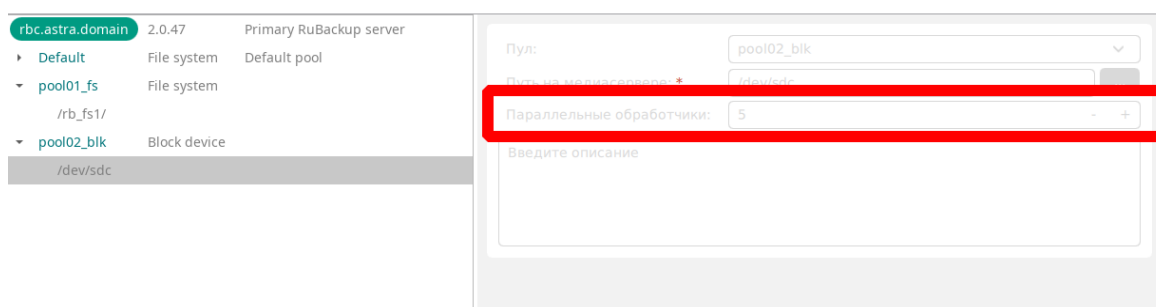 rbc.astra.domain 2.0.47 Primary RuBackup server
Default File system Default pool
pool01_fs File system
/rb_fs1/
pool02_blk Block device
/dev/sdc
Пул: pool02_blk
Путь на медиасервере: * /dev/sdc
Параллельные обработчики: 5 - +
Введите описание